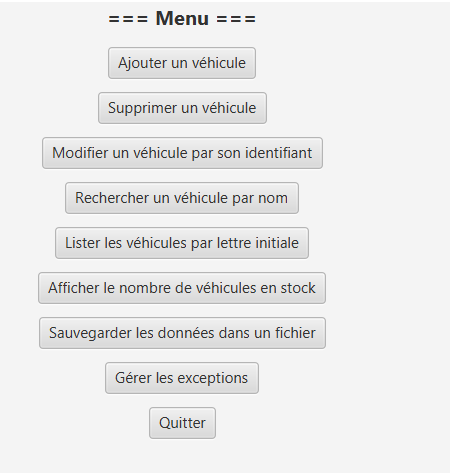 === Menu ===
Ajouter un véhicule
Supprimer un véhicule
Modifier un véhicule par son identifiant
Rechercher un véhicule par nom
Lister les véhicules par lettre initiale
Afficher le nombre de véhicules en stock
Sauvegarder les données dans un fichier
Gérer les exceptions
Quitter